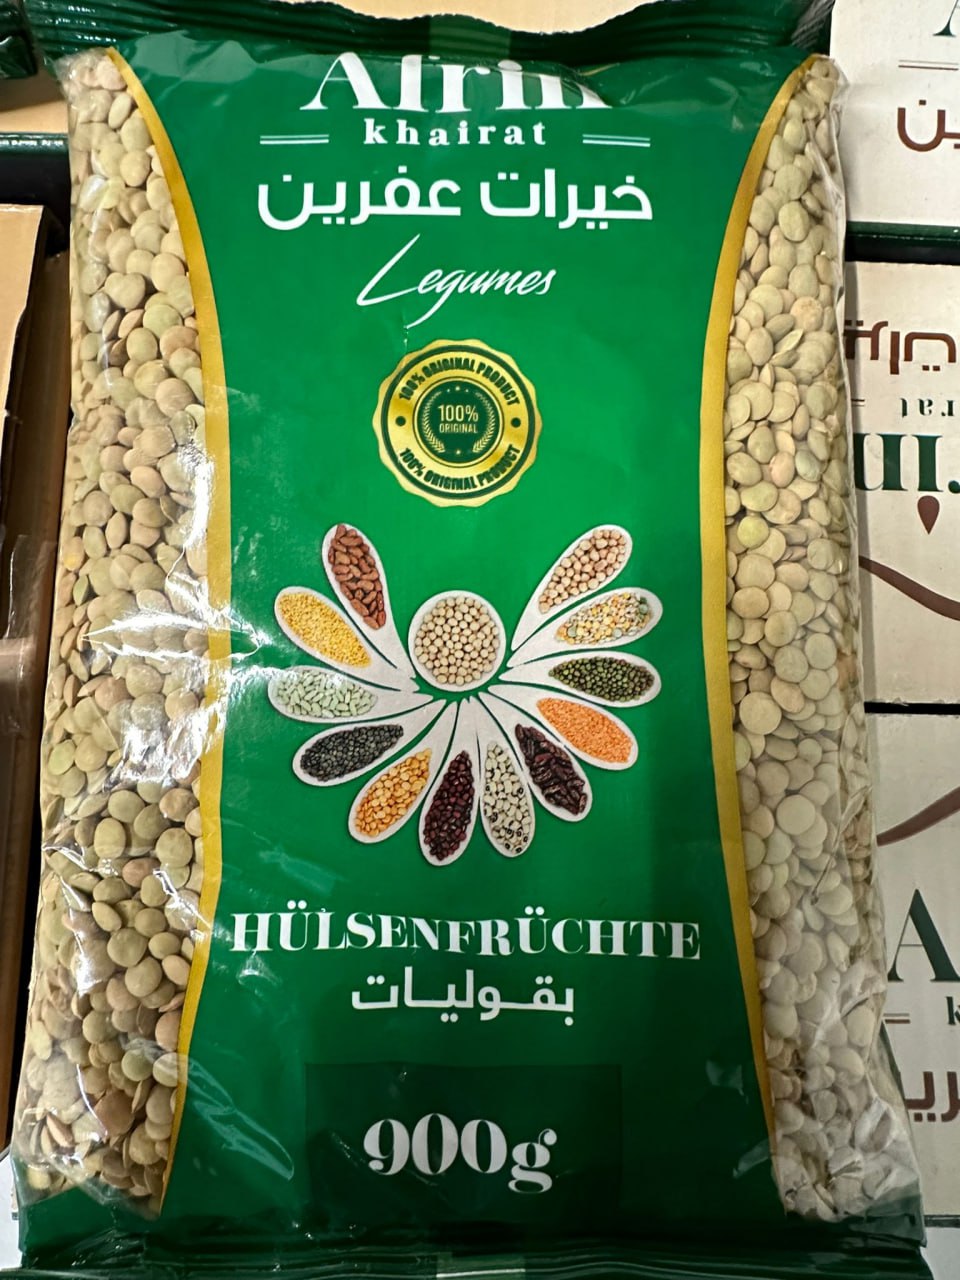 Afrin
khairat
خيرات عفرين
Legumes
100% ORIGINAL PRODUCT
100%
ORIGINAL
100% ORIGINAL PRODUCT
HÜLSENFRÜCHTE
بقوليات
900g